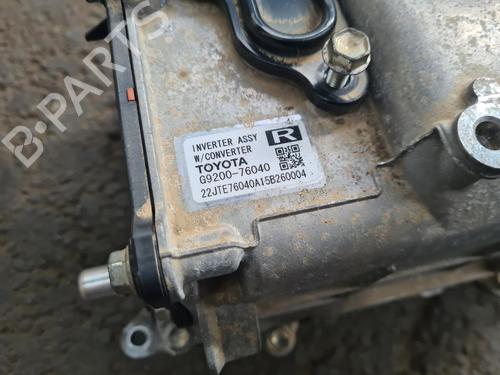 B-PARTS
INVERTER ASSY R
W/CONVERTER
TOYOTA
G9200-76040
22JTE76040A15B260004